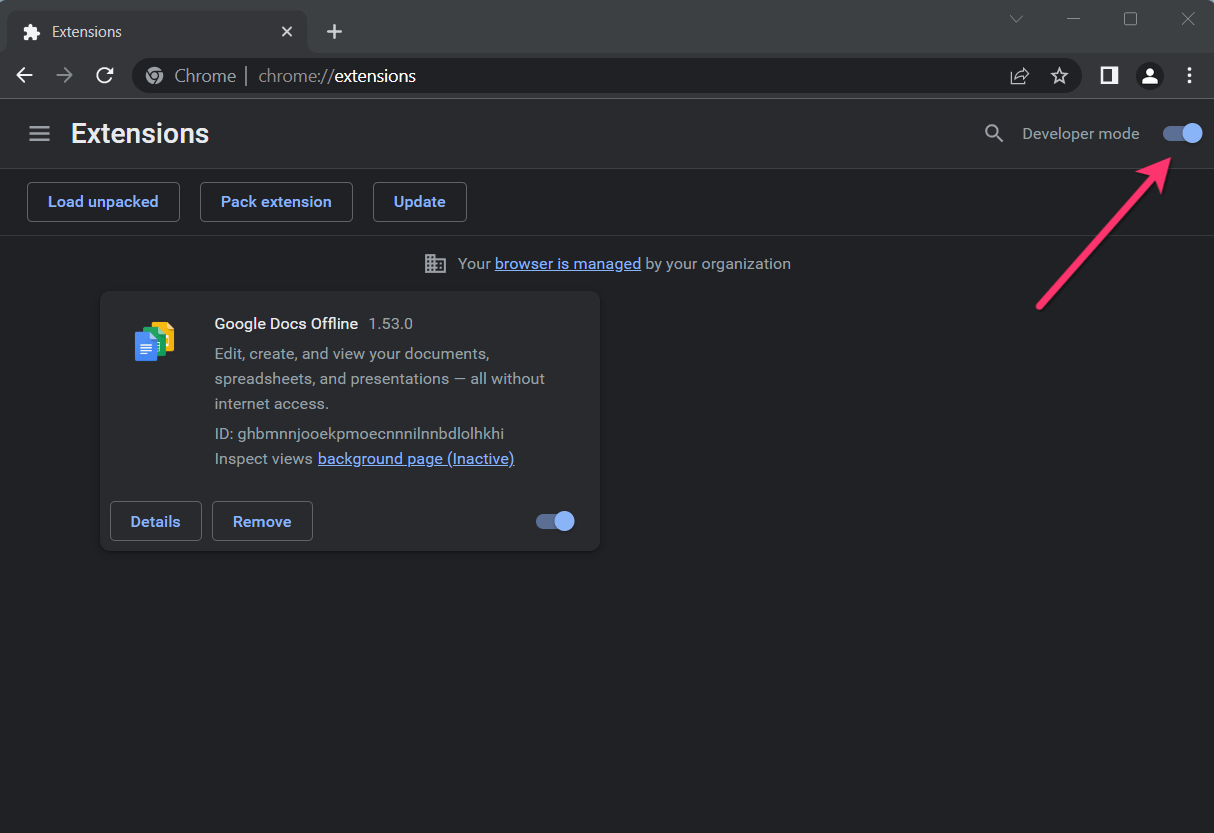 Extensions
Chrome | chrome://extensions
Extensions
Developer mode
Load unpacked
Pack extension
Update
Your browser is managed by your organization
Google Docs Offline 1.53.0
Edit, create, and view your documents,
spreadsheets, and presentations — all without
internet access.
ID: ghbmnnjooekpmoecnnnilnnbdlolhkhi
Inspect views background page (Inactive)
Details
Remove